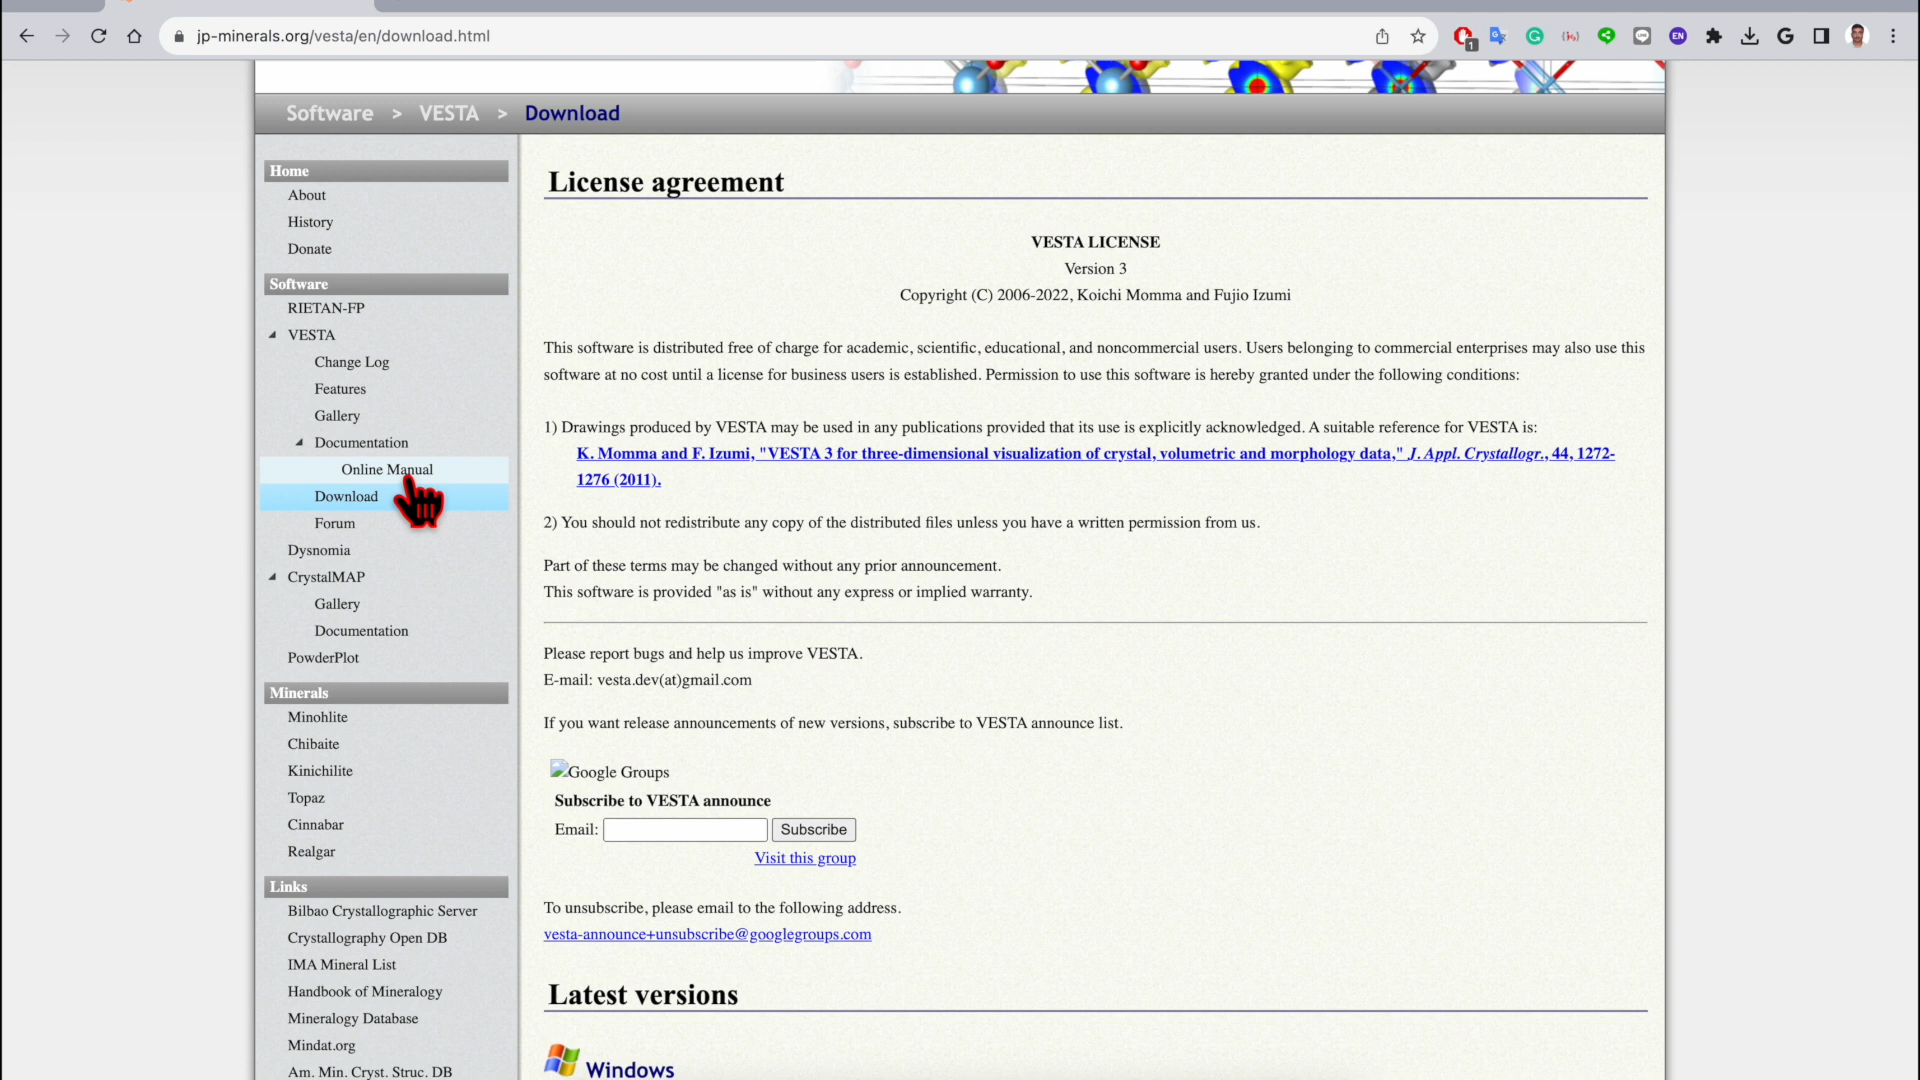 jp-minerals.org/vesta/en/download.html
1
EN
G
Software > VESTA > Download
Home
About
History
Donate
Software
RIETAN-FP
VESTA
Change Log
Features
Gallery
Documentation
Online Manual
Download
Forum
Dysnomia
CrystalMAP
Gallery
Documentation
PowderPlot
Minerals
Minohlite
Chibaite
Kinichilite
Topaz
Cinnabar
Realgar
Links
Bilbao Crystallographic Server
Crystallography Open DB
IMA Mineral List
Handbook of Mineralogy
Mineralogy Database
Mindat.org
Am. Min. Cryst. Struc. DB
License agreement
VESTA LICENSE
Version 3
Copyright (C) 2006-2022, Koichi Momma and Fujio Izumi
This software is distributed free of charge for academic, scientific, educational, and noncommercial users. Users belonging to commercial enterprises may also use this
software at no cost until a license for business users is established. Permission to use this software is hereby granted under the following conditions:
1) Drawings produced by VESTA may be used in any publications provided that its use is explicitly acknowledged. A suitable reference for VESTA is:
K. Momma and F. Izumi, "VESTA 3 for three-dimensional visualization of crystal, volumetric and morphology data," J. Appl. Crystallogr., 44, 1272-
1276 (2011).
2) You should not redistribute any copy of the distributed files unless you have a written permission from us.
Part of these terms may be changed without any prior announcement.
This software is provided "as is" without any express or implied warranty.
Please report bugs and help us improve VESTA.
E-mail: vesta.dev(at)gmail.com
If you want release announcements of new versions, subscribe to VESTA announce list.
Google Groups
Subscribe to VESTA announce
Email: Subscribe
Visit this group
To unsubscribe, please email to the following address.
vesta-announce+unsubscribe@googlegroups.com
Latest versions
Windows